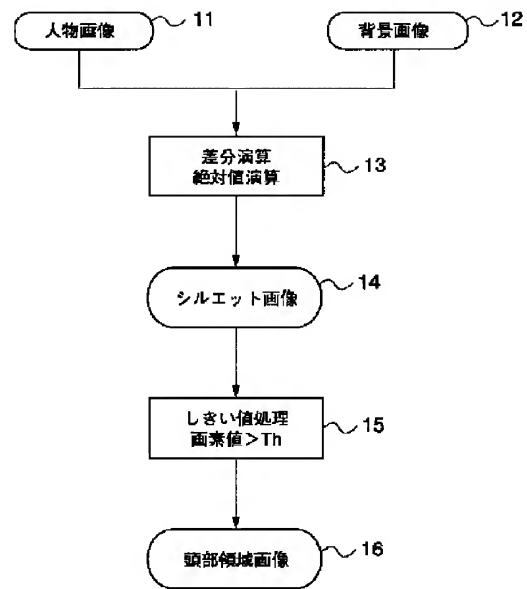 人物画像
11
背景画像
12
差分演算
絶対値演算
13
シルエット画像
14
しきい値処理
画素値＞Th
15
頭部領域画像
16